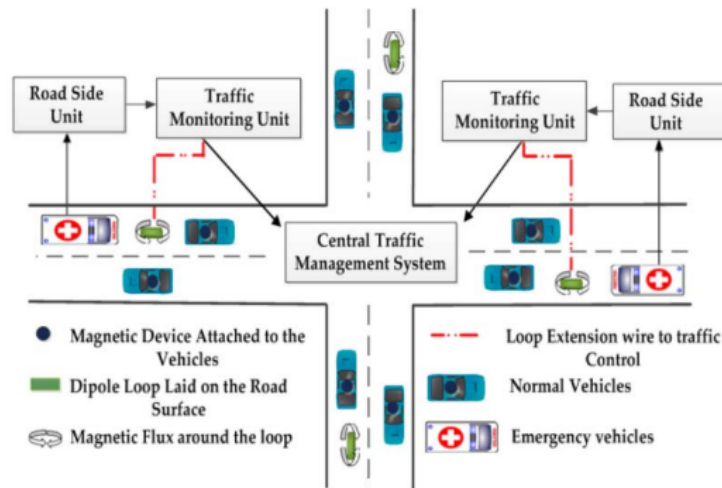 Road Side
Unit
Traffic
Monitoring Unit
Traffic
Monitoring Unit
Road Side
Unit
Central Traffic
Management System
Magnetic Device Attached to the
Vehicles
Dipole Loop Laid on the Road
Surface
Magnetic Flux around the loop
Loop Extension wire to traffic
Control
Normal Vehicles
Emergency vehicles